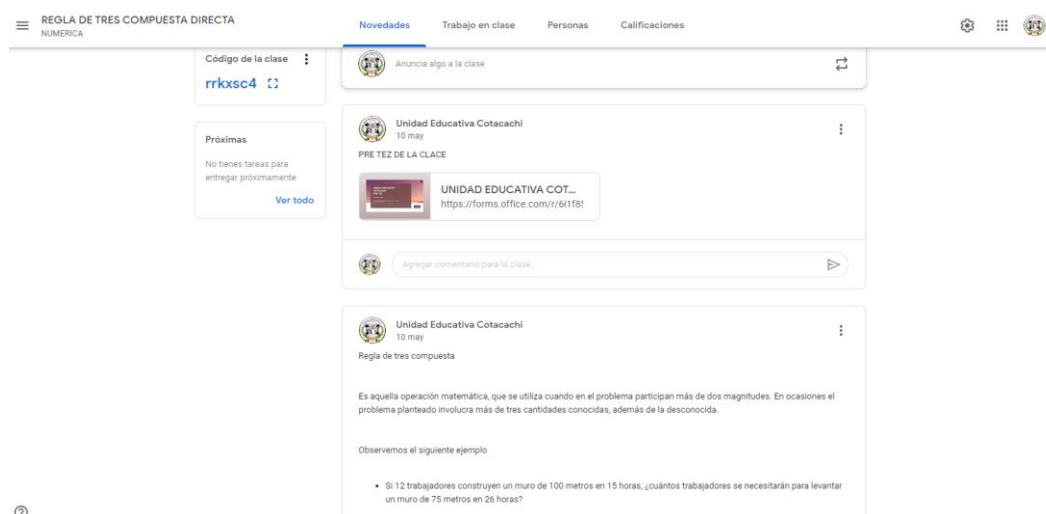 REGLA DE TRES COMPUESTA DIRECTA
NUMERICA
Novedades
Trabajo en clase
Personas
Calificaciones
Código de la clase
rrkxsc4
Próximas
No tienes tareas para
entregar próximamente
Ver todo
Anuncia algo a la clase
Unidad Educativa Cotacachi
10 may
PRE TEZ DE LA CLACE
UNIDAD EDUCATIVA COT...
Agregar comentario para la clase...
Unidad Educativa Cotacachi
10 may
Regla de tres compuesta
Es aquella operación matemática, que se utiliza cuando en el problema participan más de dos magnitudes. En ocasiones el
problema planteado involucra más de tres cantidades conocidas, además de la desconocida.
Observemos el siguiente ejemplo
• Si 12 trabajadores construyen un muro de 100 metros en 15 horas, ¿cuántos trabajadores se necesitarán para levantar
un muro de 75 metros en 26 horas?